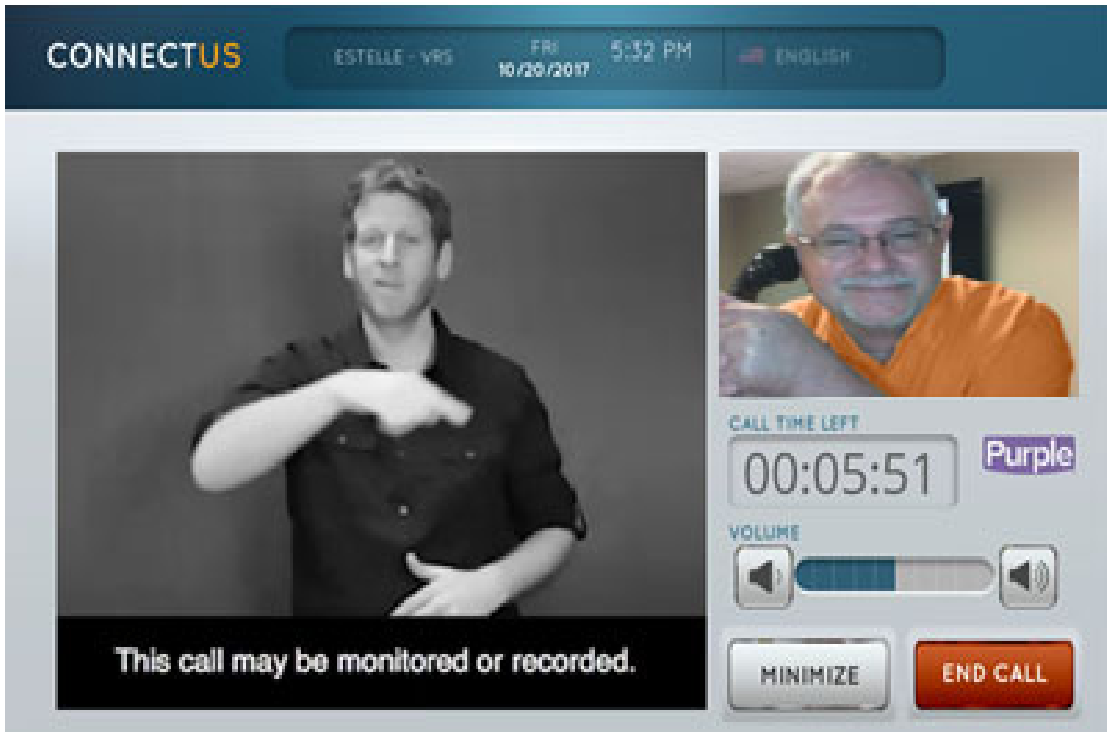 CONNECTUS
ESTELLE - VRS
FRI
10/20/2017
5:32 PM
ENGLISH
This call may be monitored or recorded.
CALL TIME LEFT
00:05:51
Purple
VOLUME
MINIMIZE
END CALL